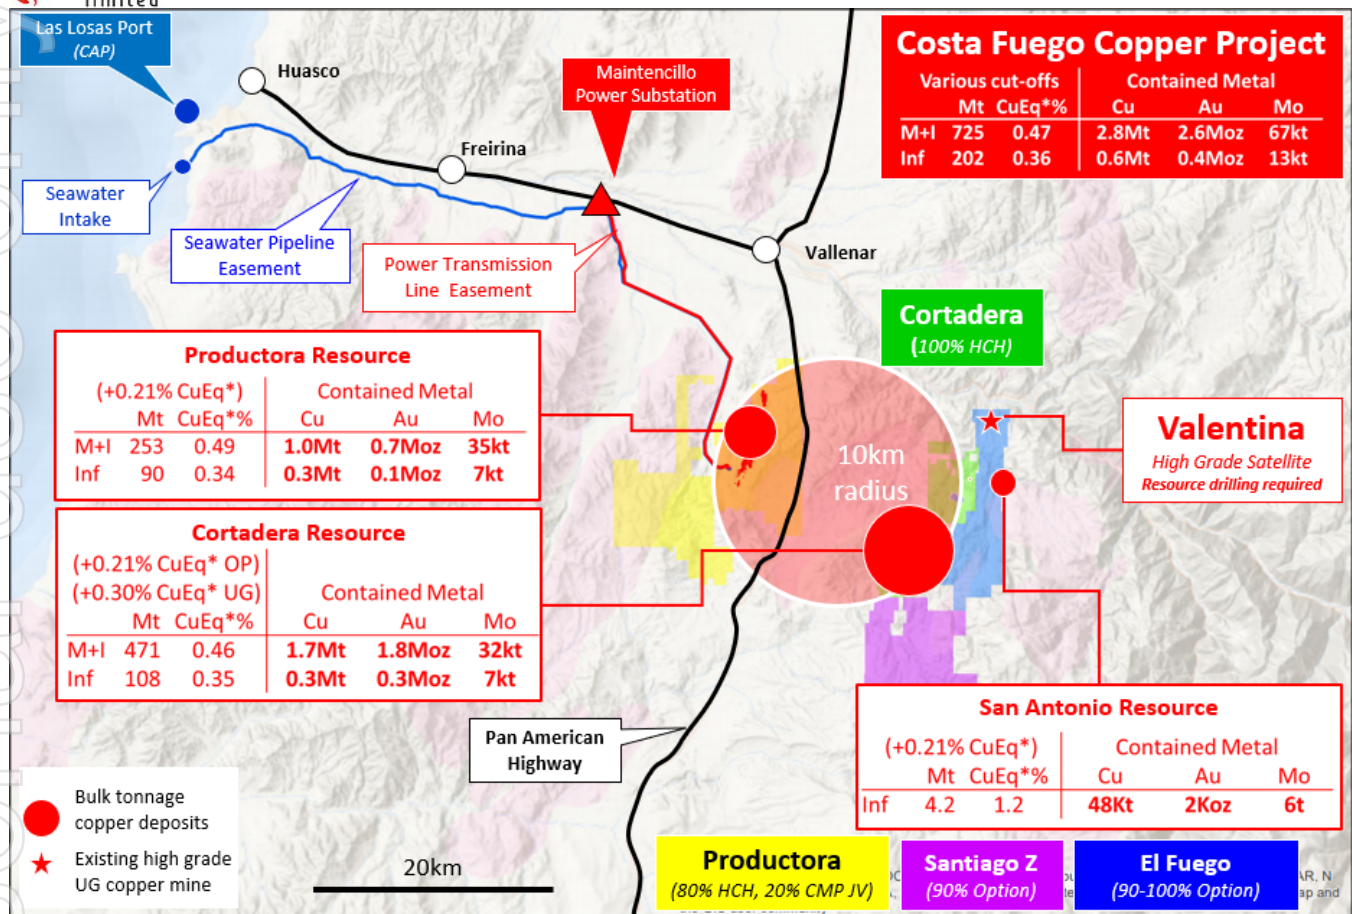 limited
Las Losas Port
(CAP)
Huasco
Maintencillo
Power Substation
Costa Fuego Copper Project
Various cut-offs Contained Metal
Mt CuEq*% Cu Au Mo
M+I 725 0.47 2.8Mt 2.6Moz 67kt
Inf 202 0.36 0.6Mt 0.4Moz 13kt
Freirina
Seawater
Intake
Seawater Pipeline
Easement
Power Transmission
Line Easement
Vallenar
Cortadera
(100% HCH)
Productora Resource
(+0.21% CuEq*) Contained Metal
Mt CuEq*% Cu Au Mo
M+I 253 0.49 1.0Mt 0.7Moz 35kt
Inf 90 0.34 0.3Mt 0.1Moz 7kt
10km
radius
Valentina
High Grade Satellite
Resource drilling required
Cortadera Resource
(+0.21% CuEq* OP)
(+0.30% CuEq* UG) Contained Metal
Mt CuEq*% Cu Au Mo
M+I 471 0.46 1.7Mt 1.8Moz 32kt
Inf 108 0.35 0.3Mt 0.3Moz 7kt
Pan American
Highway
San Antonio Resource
(+0.21% CuEq*) Contained Metal
Mt CuEq*% Cu Au Mo
Inf 4.2 1.2 48Kt 2Koz 6t
Bulk tonnage
copper deposits
Existing high grade
UG copper mine
20km
Productora
(80% HCH, 20% CMP JV)
Santiago Z
(90% Option)
El Fuego
(90-100% Option)
AR, N
ap and